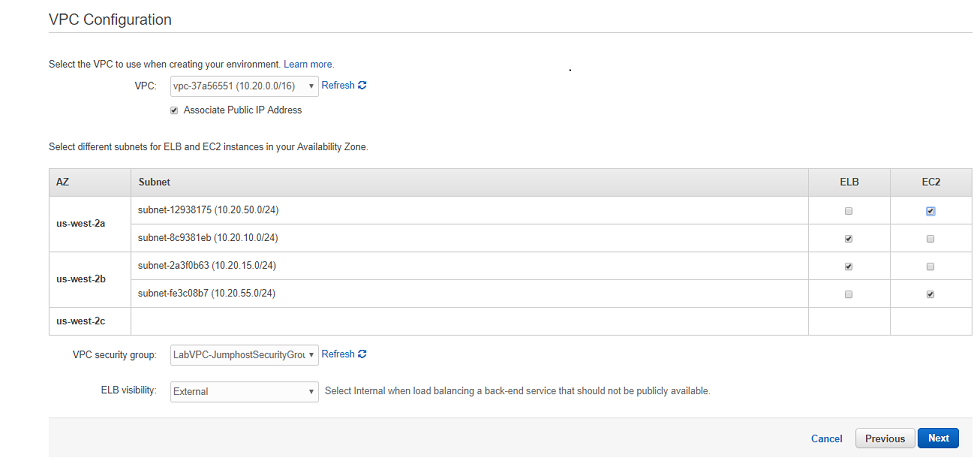 VPC Configuration
Select the VPC to use when creating your environment. Learn more.
VPC: vpc-37a56551 (10.20.0.0/16) Refresh
Associate Public IP Address
Select different subnets for ELB and EC2 instances in your Availability Zone.
AZ Subnet ELB EC2
us-west-2a
subnet-12938175 (10.20.50.0/24)
subnet-8c9381eb (10.20.10.0/24)
us-west-2b
subnet-2a3f0b63 (10.20.15.0/24)
subnet-fe3c08b7 (10.20.55.0/24)
us-west-2c
VPC security group: LabVPC-JumphostSecurityGrou Refresh
ELB visibility: External Select Internal when load balancing a back-end service that should not be publicly available.
Cancel Previous Next